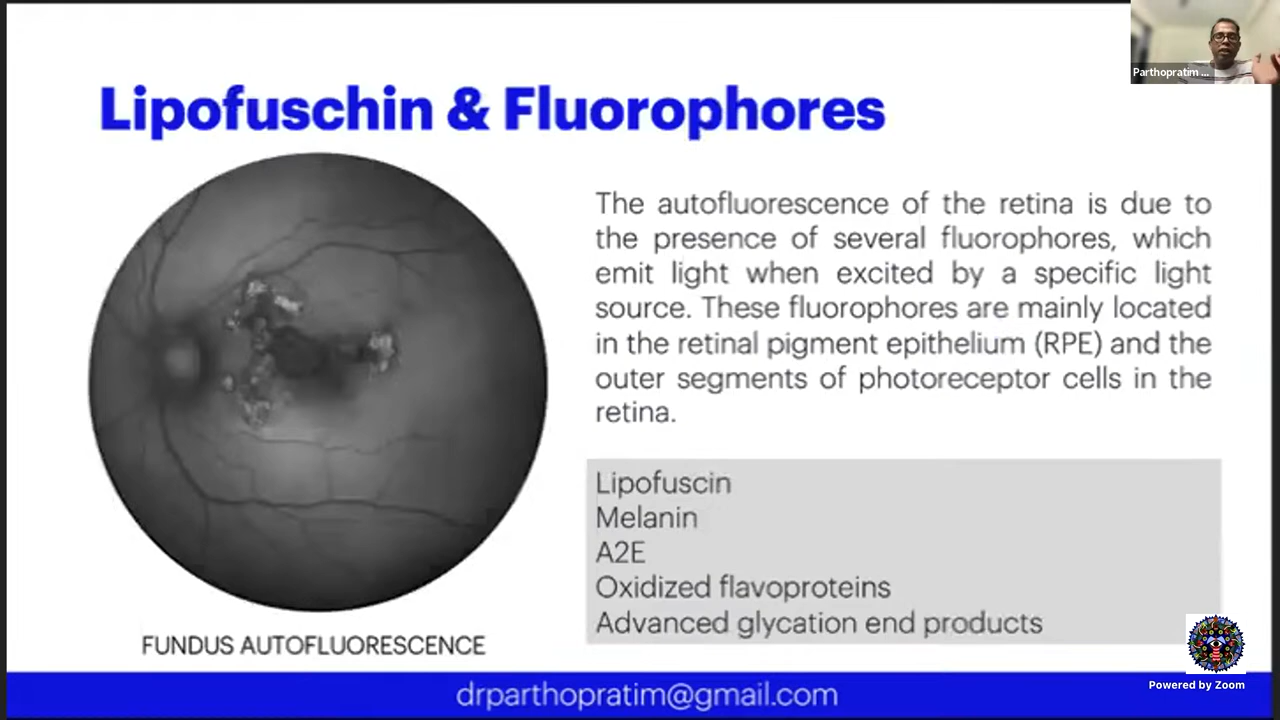 Parthopratim ...
Lipofuschin & Fluorophores
The autofluorescence of the retina is due to
the presence of several fluorophores, which
emit light when excited by a specific light
source. These fluorophores are mainly located
in the retinal pigment epithelium (RPE) and the
outer segments of photoreceptor cells in the
retina.
Lipofuscin
Melanin
A2E
Oxidized flavoproteins
Advanced glycation end products
FUNDUS AUTOFLUORESCENCE
drparthopratim@gmail.com
Powered by Zoom